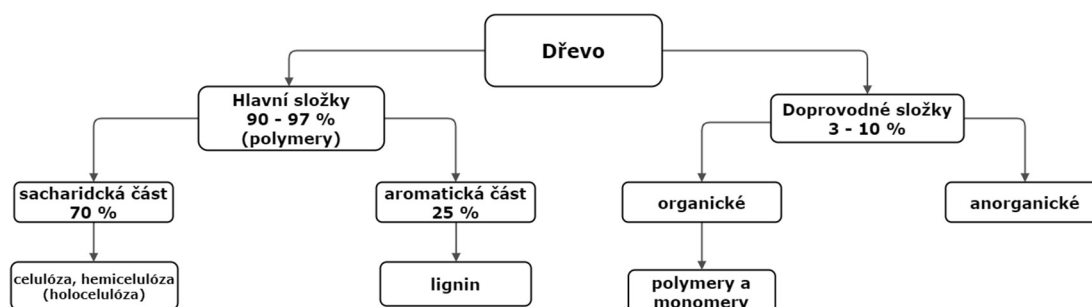 Dřevo
Hlavní složky
90 - 97 %
(polymery)
Doprovodné složky
3 - 10 %
sacharidcká část
70 %
aromatická část
25 %
organické
anorganické
celulóza, hemicelulóza
(holocelulóza)
lignin
polymery a
monomery